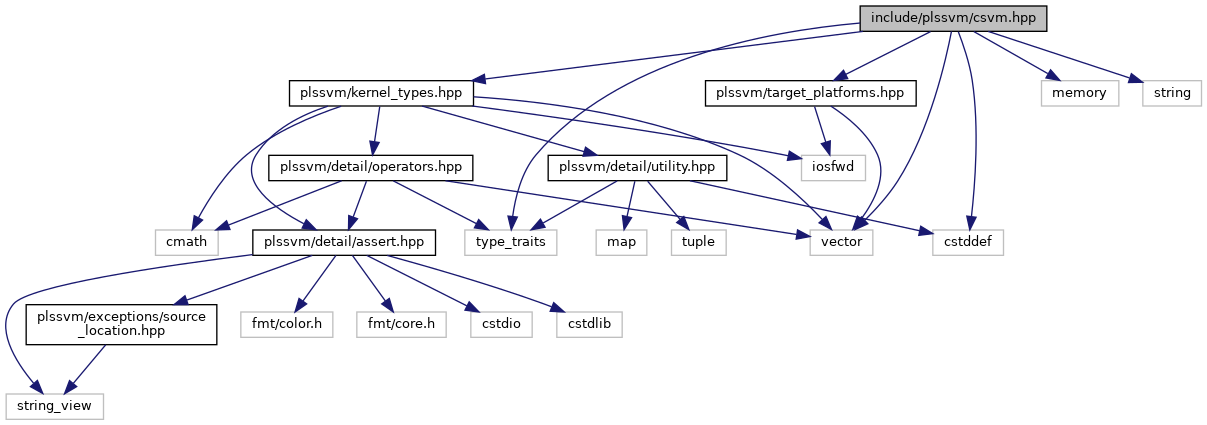 include/plssvm/csvm.hpp
plssvm/kernel_types.hpp
plssvm/target_platforms.hpp
memory
string
plssvm/detail/operators.hpp
plssvm/detail/utility.hpp
iosfwd
cmath
plssvm/detail/assert.hpp
type_traits
map
tuple
vector
cstddef
plssvm/exceptions/source
_location.hpp
fmt/color.h
fmt/core.h
cstdio
cstdlib
string_view